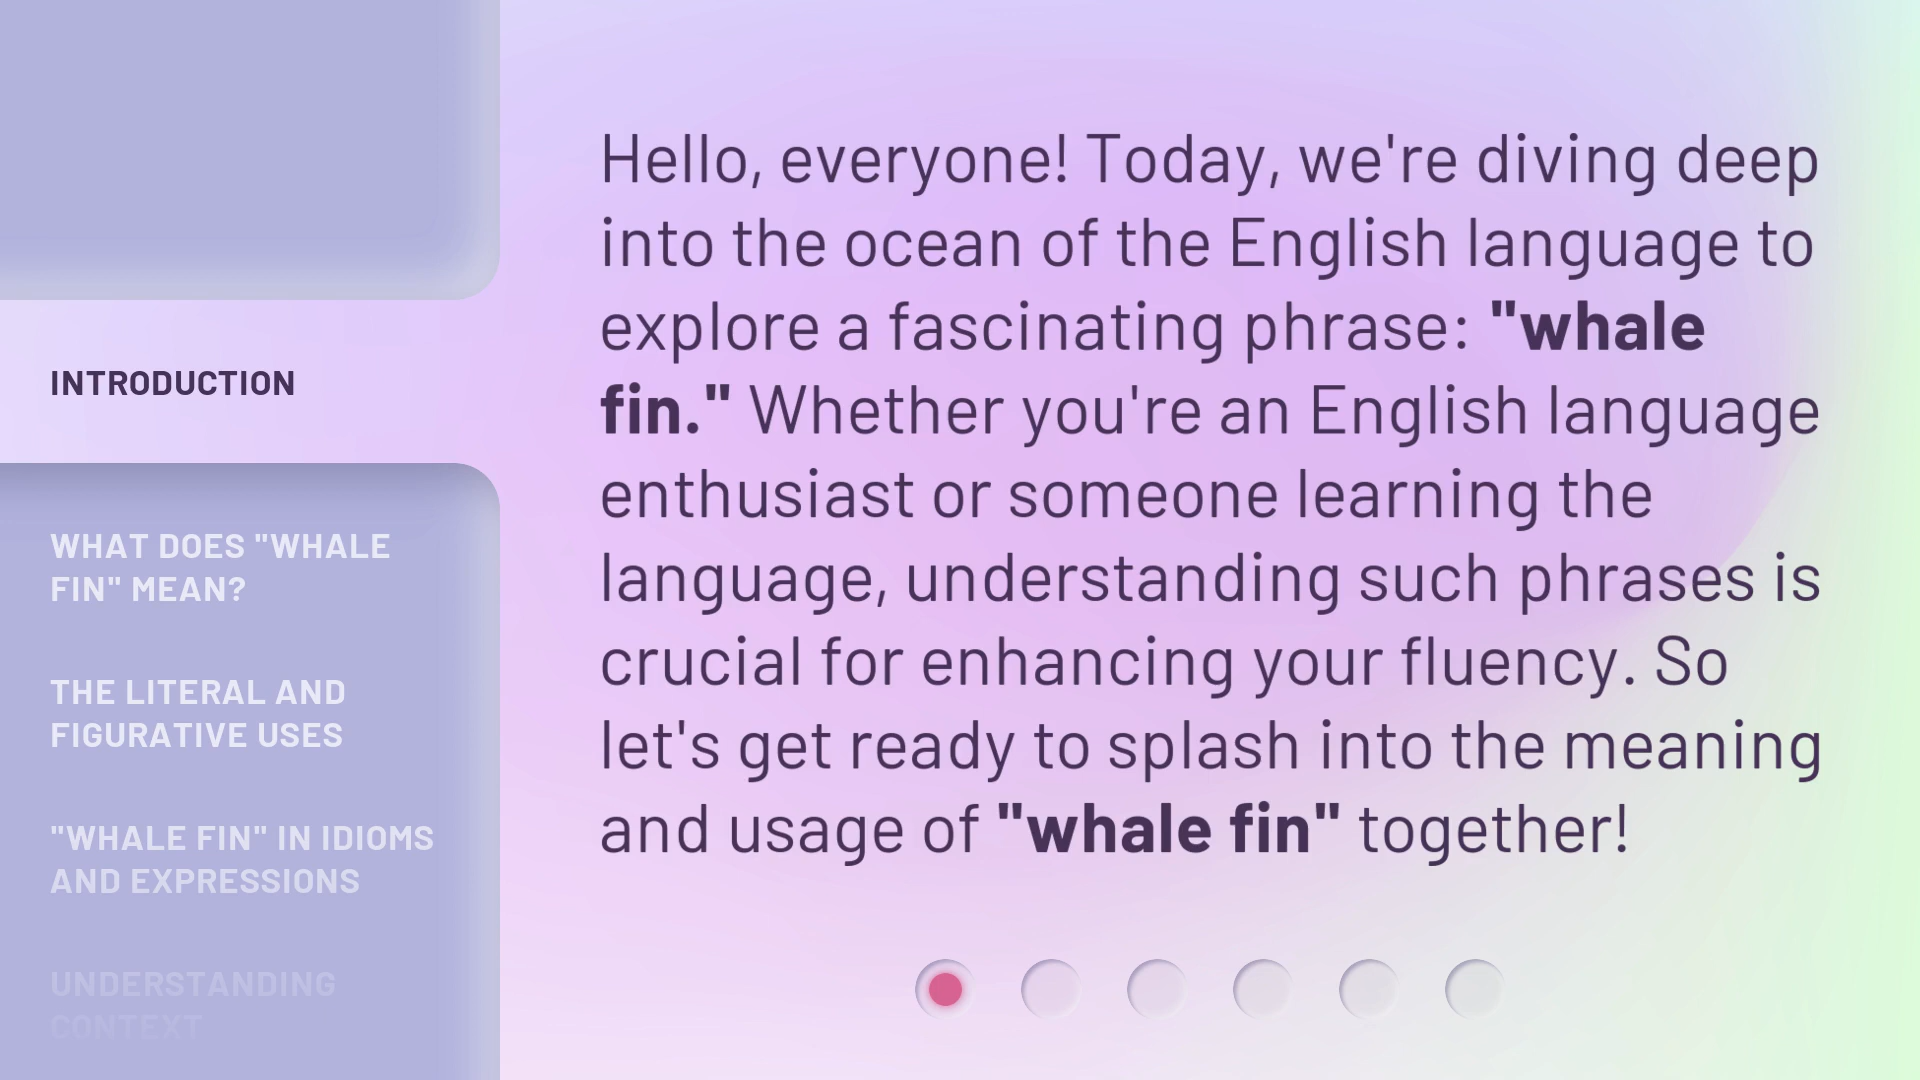 INTRODUCTION
WHAT DOES "WHALE
FIN" MEAN?
THE LITERAL AND
FIGURATIVE USES
"WHALE FIN" IN IDIOMS
AND EXPRESSIONS
UNDERSTANDING
CONTEXT
Hello, everyone! Today, we're diving deep
into the ocean of the English language to
explore a fascinating phrase: "whale
fin." Whether you're an English language
enthusiast or someone learning the
language, understanding such phrases is
crucial for enhancing your fluency. So
let's get ready to splash into the meaning
and usage of "whale fin" together!